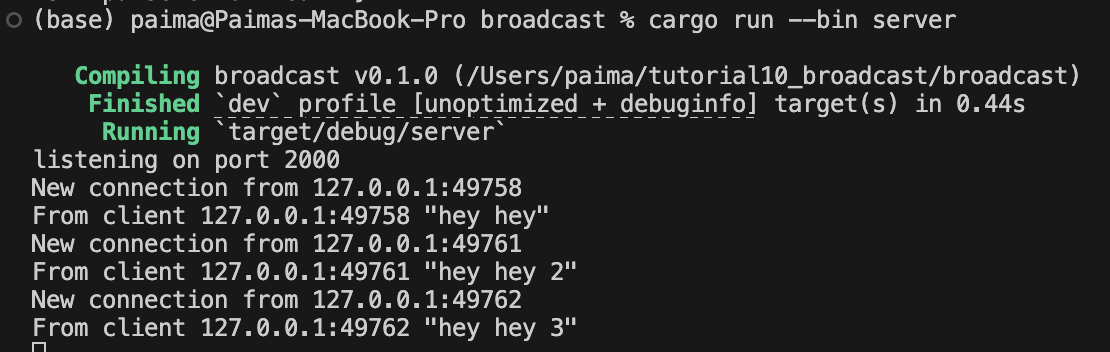 (base) paima@Paimas-MacBook-Pro broadcast % cargo run --bin server
Compiling broadcast v0.1.0 (/Users/paima/tutorial10_broadcast/broadcast)
Finished `dev` profile [unoptimized + debuginfo] target(s) in 0.44s
Running `target/debug/server`
listening on port 2000
New connection from 127.0.0.1:49758
From client 127.0.0.1:49758 "hey hey"
New connection from 127.0.0.1:49761
From client 127.0.0.1:49761 "hey hey 2"
New connection from 127.0.0.1:49762
From client 127.0.0.1:49762 "hey hey 3"